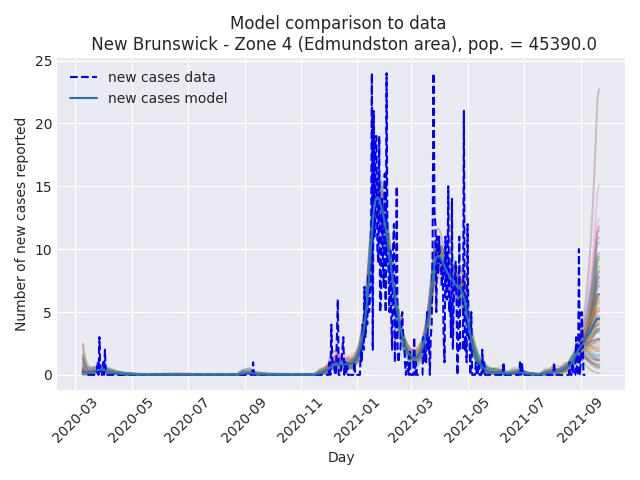 Model comparison to data
New Brunswick - Zone 4 (Edmundston area), pop. = 45390.0
new cases data
new cases model
Number of new cases reported
25
20
15
10
5
0
2020-03
2020-05
2020-07
2020-09
2020-11
2021-01
2021-03
2021-05
2021-07
2021-09
Day